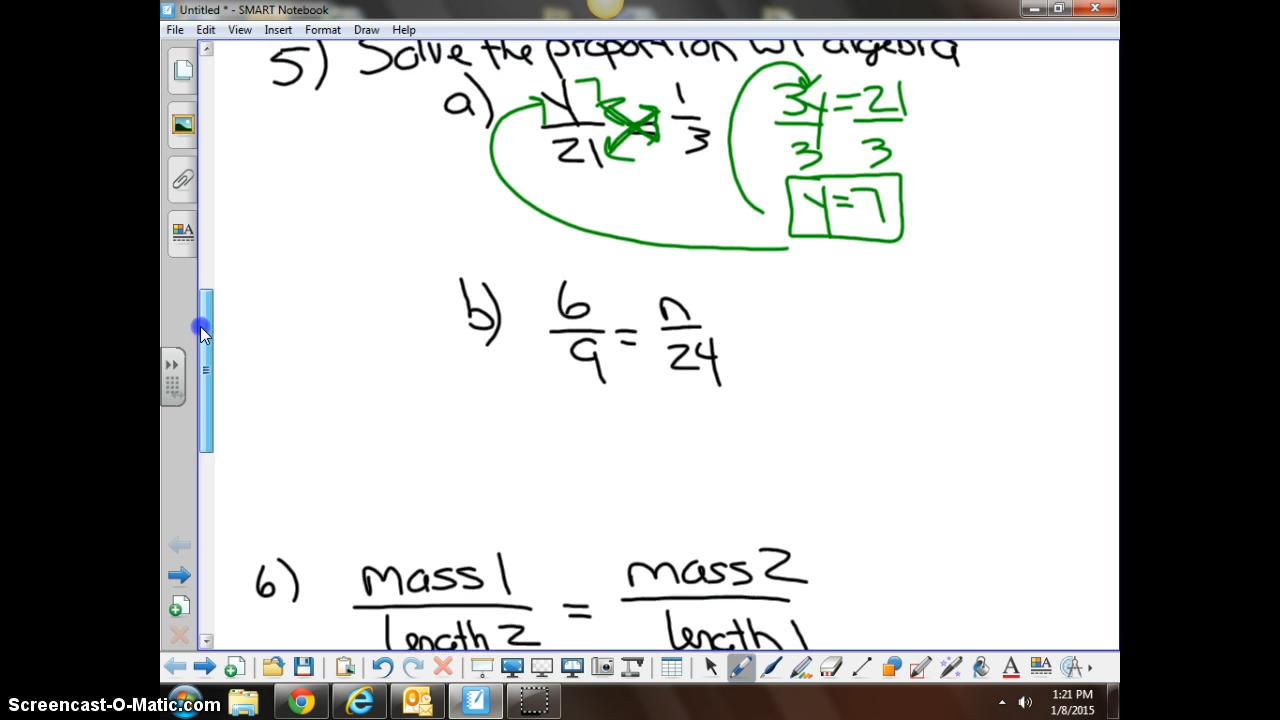 Untitled * - SMART Notebook
File Edit View Insert Format Draw Help
5) Solve the proportion w/ algebra
a) y/21 = 1/3
7
3y = 21
3 3
y = 7
b) 6/9 = n/24
6) mass 1 / length 2 = mass 2 / length 1
Screencast-O-Matic.com
1:21 PM
1/8/2015